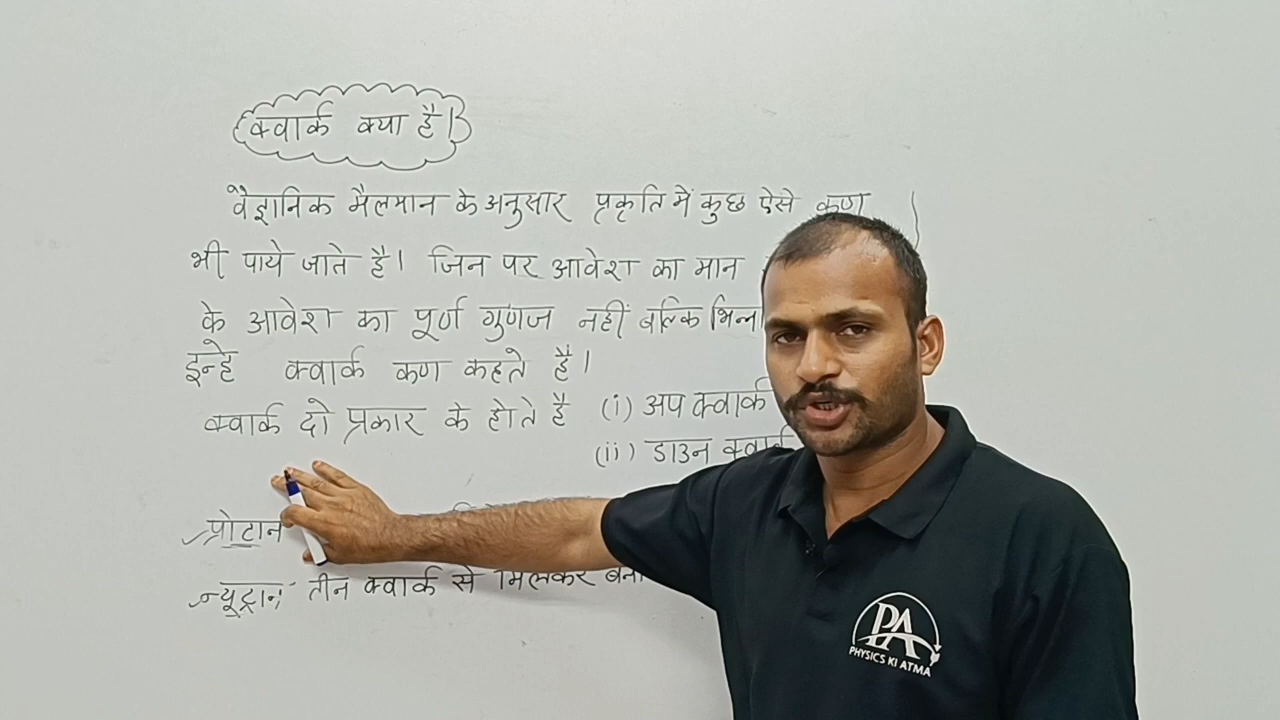 क्वार्क क्या है।
वैज्ञानिक मैलमान के अनुसार प्रकृति में कुछ ऐसे कण
भी पाये जाते है। जिन पर आवेश का मान
के आवेश का पूर्ण गुणज नहीं बल्कि भिन्न
इन्हे क्वार्क कण कहते है।
क्वार्क दो प्रकार के होते है (i) अप क्वार्क
(ii) डाउन क्वार्क
प्रोटान
न्यूट्रान: तीन क्वार्क से मिलकर बना
PA
PHYSICS KI ATMA